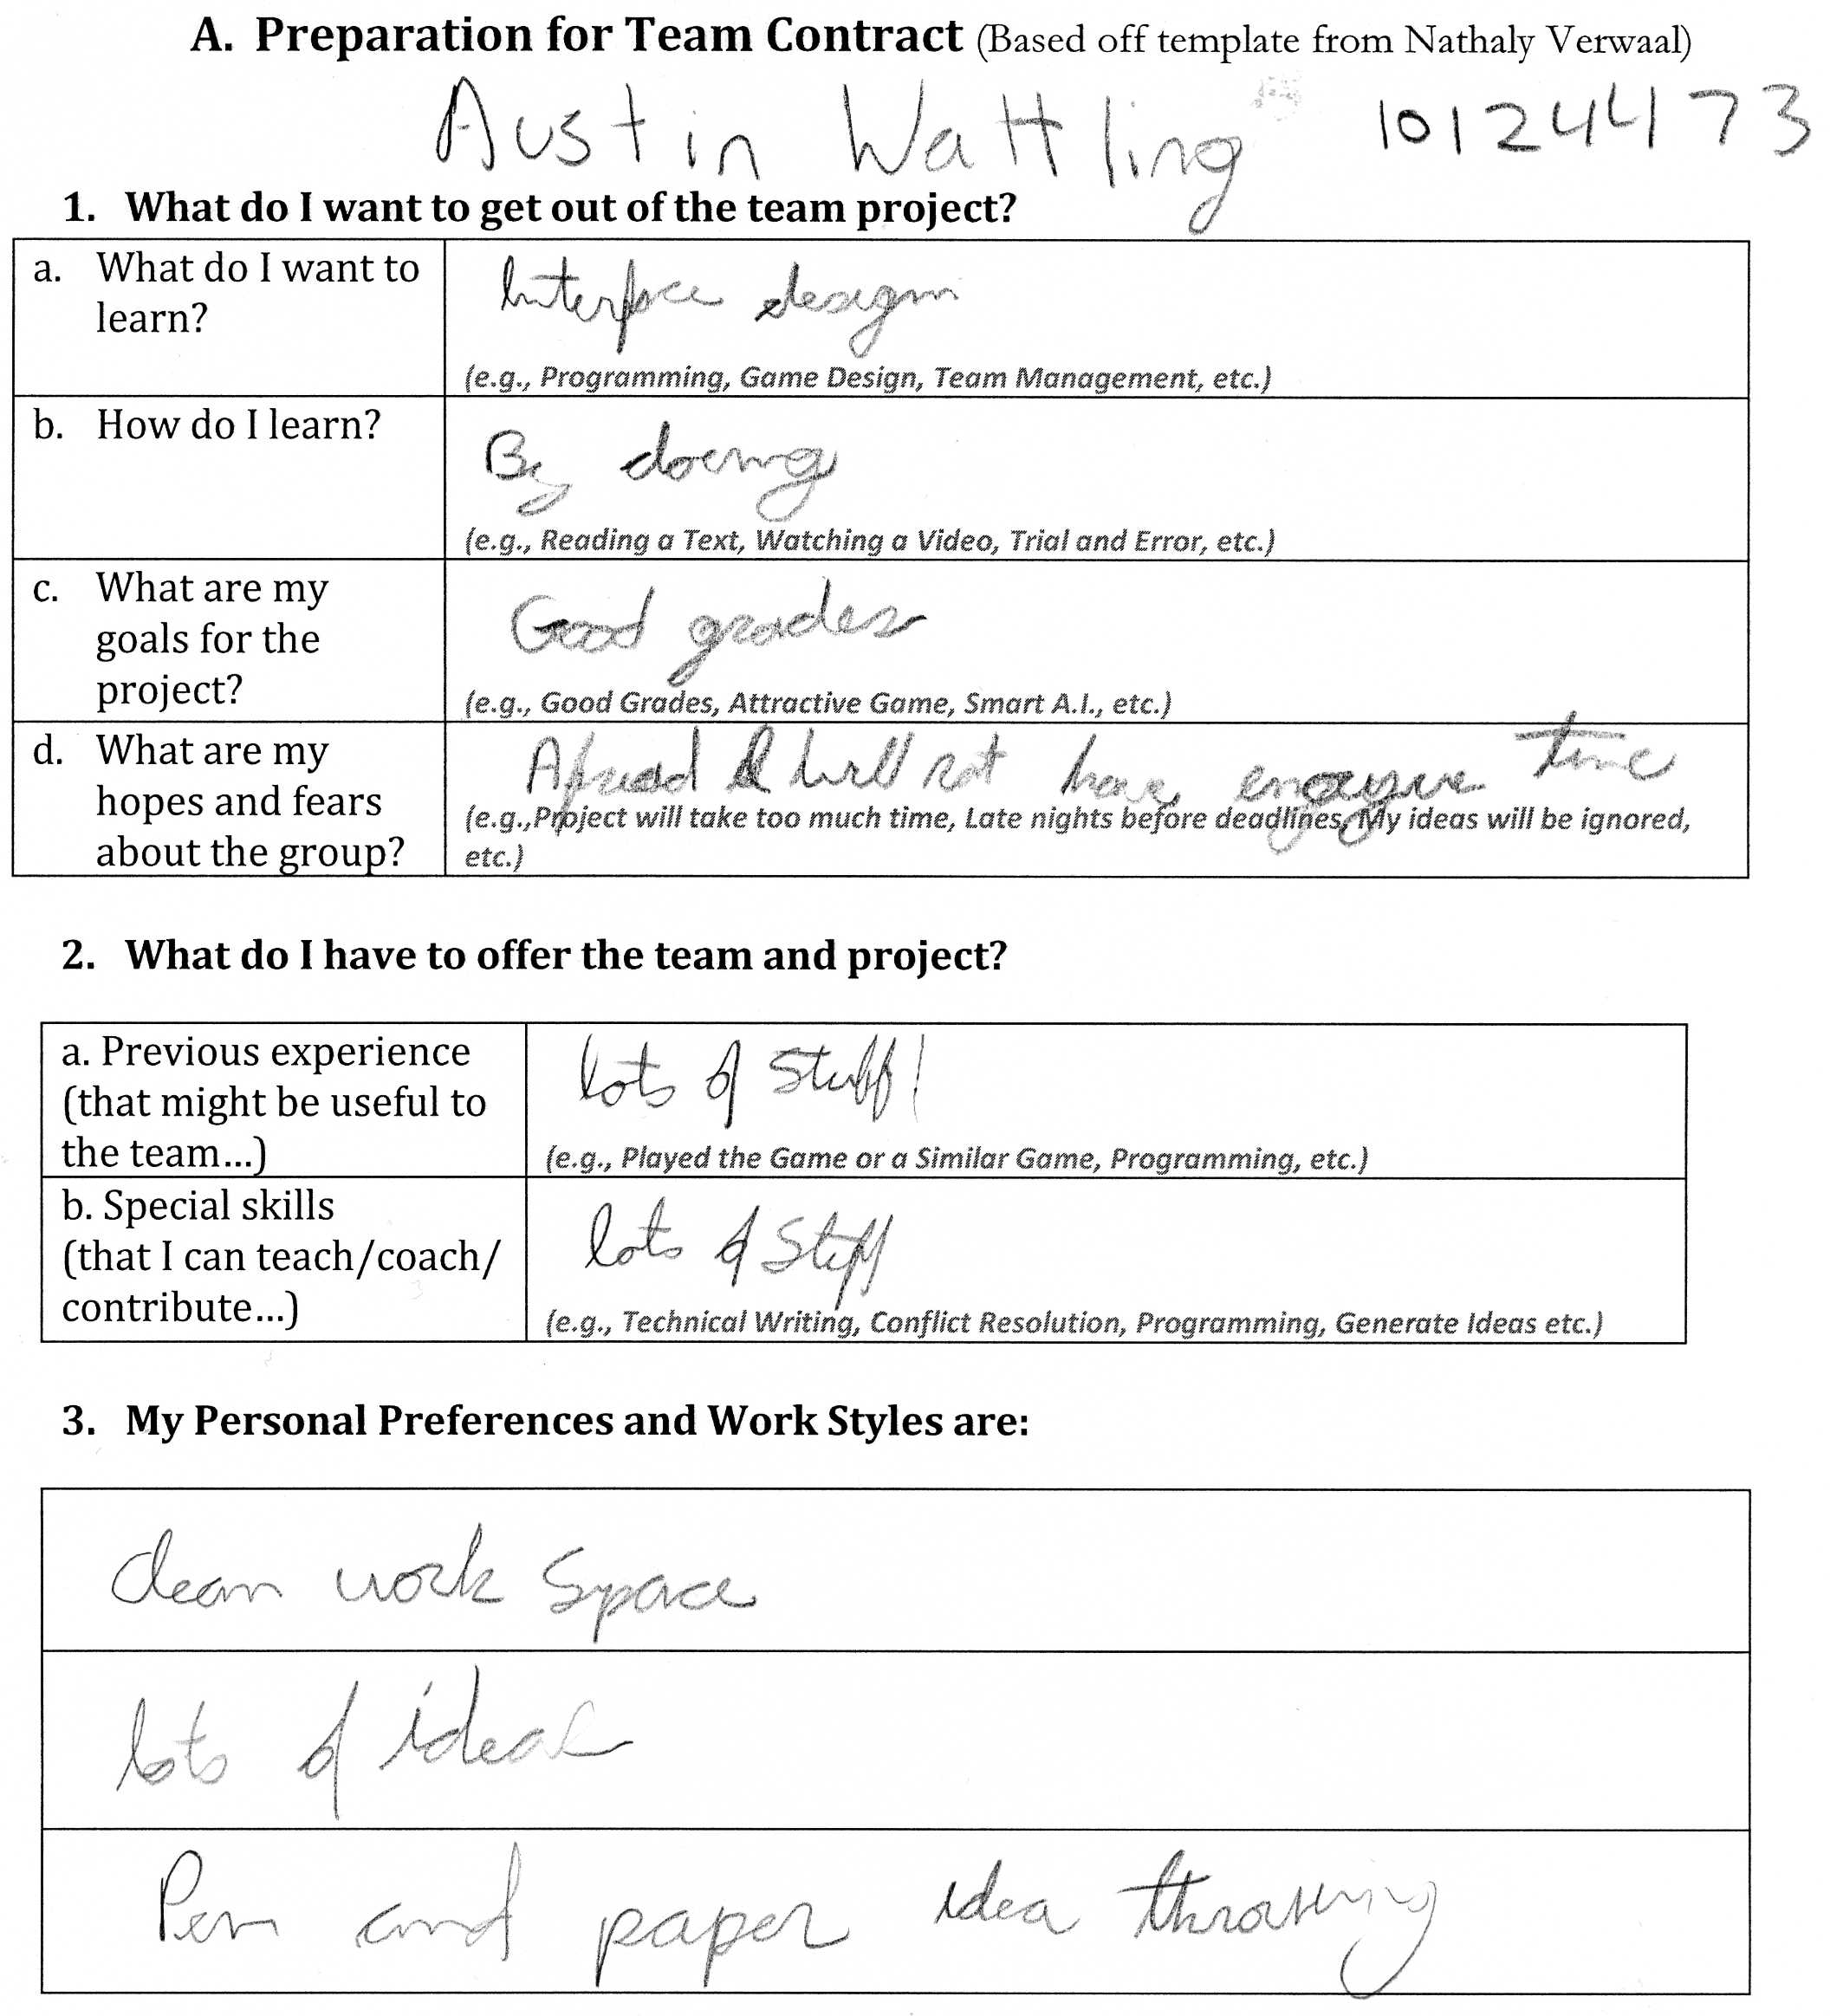 A. Preparation for Team Contract (Based off template from Nathaly Verwaal)
Austin Wattling 10124473
1. What do I want to get out of the team project?
a. What do I want to learn?
Interface design
(e.g., Programming, Game Design, Team Management, etc.)
b. How do I learn?
By doing
(e.g., Reading a Text, Watching a Video, Trial and Error, etc.)
c. What are my goals for the project?
Good grades
(e.g., Good Grades, Attractive Game, Smart A.I., etc.)
d. What are my hopes and fears about the group?
Afraid I will not have time
(e.g.,Project will take too much time, Late nights before deadlines, My ideas will be ignored,
etc.)
2. What do I have to offer the team and project?
a. Previous experience
(that might be useful to
the team...)
lots of stuff!
(e.g., Played the Game or a Similar Game, Programming, etc.)
b. Special skills
(that I can teach/coach/
contribute...)
lots of stuff
(e.g., Technical Writing, Conflict Resolution, Programming, Generate Ideas etc.)
3. My Personal Preferences and Work Styles are:
clean work space
lots of ideas
Pen and paper idea throwing